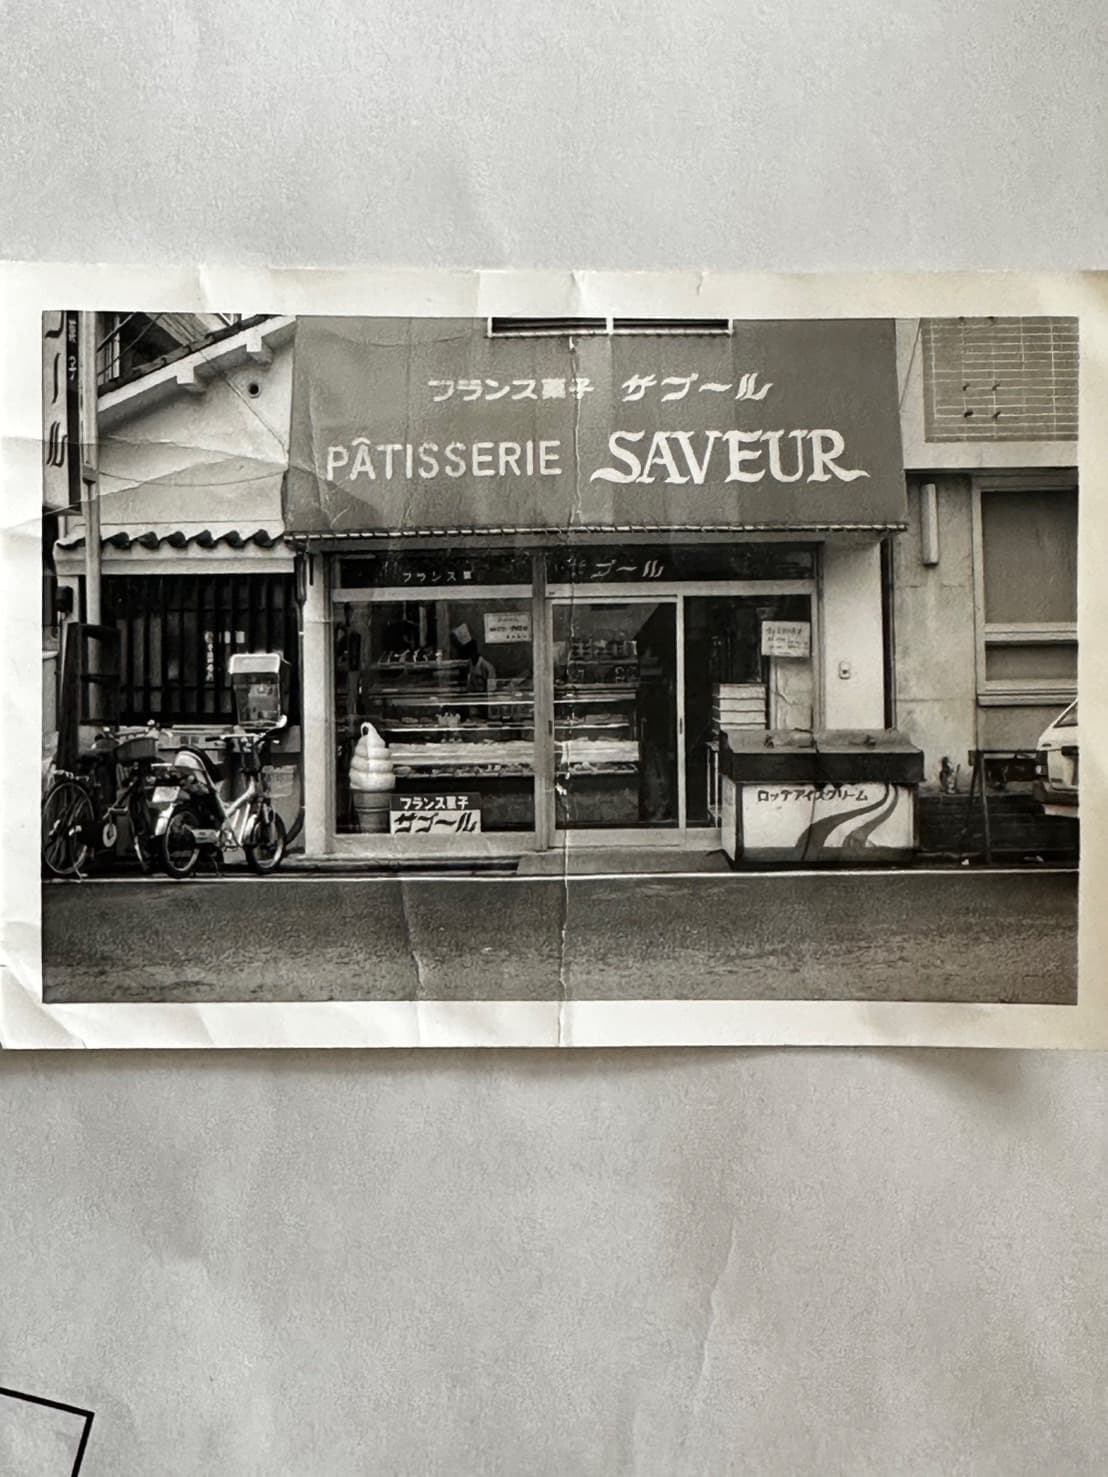 フランス菓子 サブール
PÂTISSERIE SAVEUR
フランス菓
サブール
フランス菓子
サブール
ロッテアイスクリーム
ール